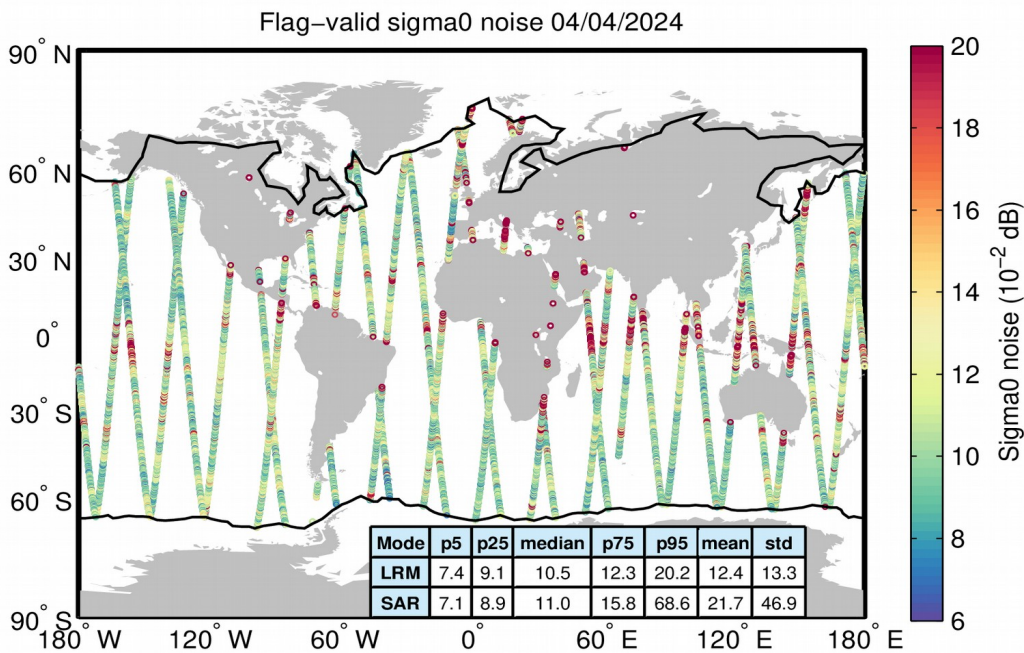 Flag−valid sigma0 noise 04/04/2024
90° N
60° N
30° N
0°
30° S
60° S
90° S
180° W
120° W
60° W
0°
60° E
120° E
180° E
Mode p5 p25 median p75 p95 mean std
LRM 7.4 9.1 10.5 12.3 20.2 12.4 13.3
SAR 7.1 8.9 11.0 15.8 68.6 21.7 46.9
20
18
16
14
12
10
8
6
Sigma0 noise (10⁻² dB)